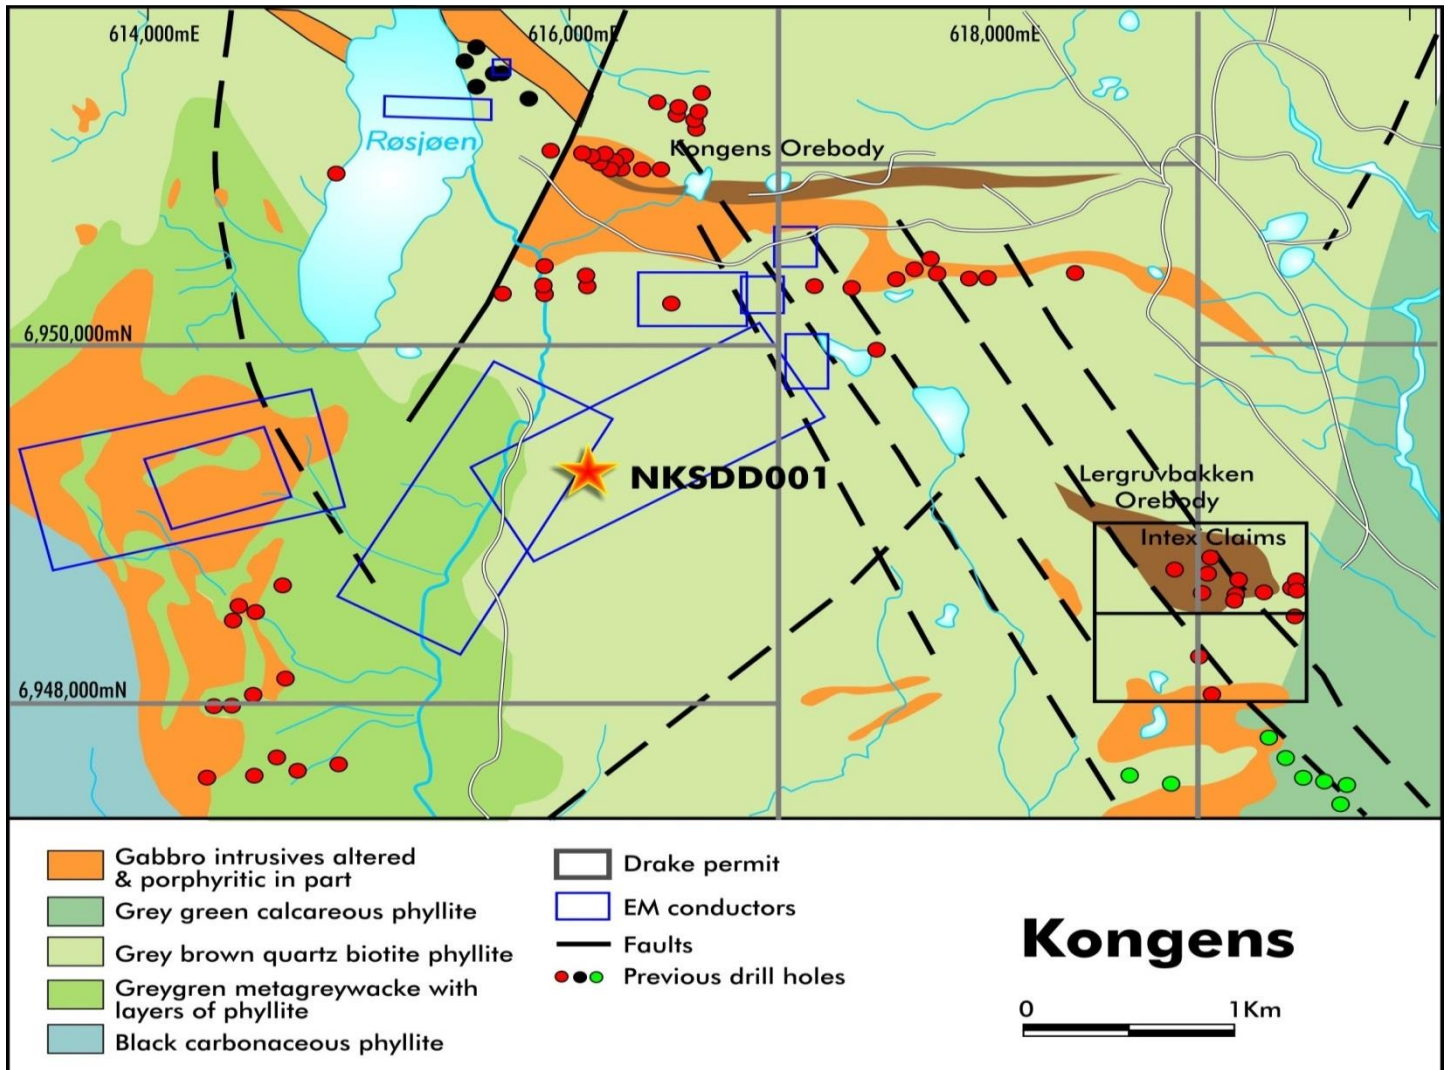 614,000mE
616,000mE
618,000mE
Røsjøen
Kongens Orebody
6,950,000mN
NKSDD001
Lergruvbakken
Orebody
Intex Claims
6,948,000mN
Gabbro intrusives altered
& porphyritic in part
Grey green calcareous phyllite
Grey brown quartz biotite phyllite
Greygren metagreywacke with
layers of phyllite
Black carbonaceous phyllite
Drake permit
EM conductors
Faults
Previous drill holes
Kongens
0 1Km